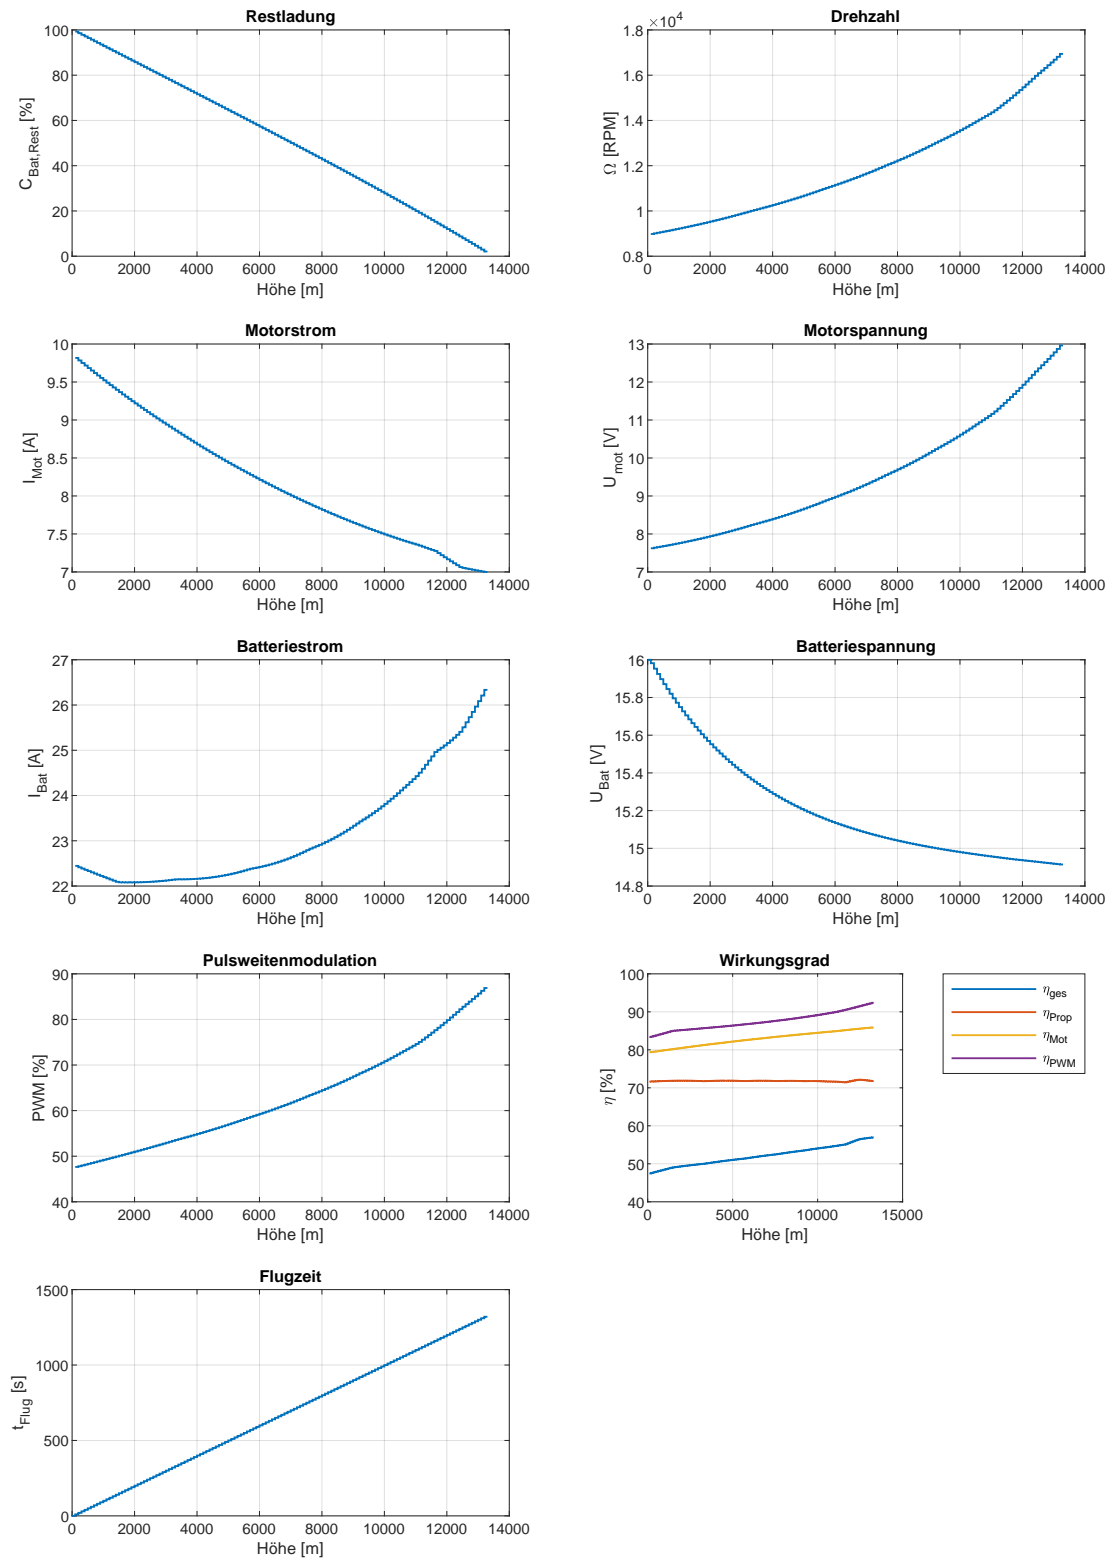 Restladung
100
80
60
40
20
0
C_Bat,Rest [%]
0 2000 4000 6000 8000 10000 12000 14000
Höhe [m]
Drehzahl
×10^4
1.8
1.6
1.4
1.2
1
0.8
Ω [RPM]
0 2000 4000 6000 8000 10000 12000 14000
Höhe [m]
Motorstrom
10
9.5
9
8.5
8
7.5
7
I_Mot [A]
0 2000 4000 6000 8000 10000 12000 14000
Höhe [m]
Motorspannung
13
12
11
10
9
8
7
U_mot [V]
0 2000 4000 6000 8000 10000 12000 14000
Höhe [m]
Batteriestrom
27
26
25
24
23
22
I_Bat [A]
0 2000 4000 6000 8000 10000 12000 14000
Höhe [m]
Batteriespannung
16
15.8
15.6
15.4
15.2
15
14.8
U_Bat [V]
0 2000 4000 6000 8000 10000 12000 14000
Höhe [m]
Pulsweitenmodulation
90
80
70
60
50
40
PWM [%]
0 2000 4000 6000 8000 10000 12000 14000
Höhe [m]
Wirkungsgrad
100
90
80
70
60
50
40
η [%]
0 5000 10000 15000
Höhe [m]
η_ges
η_Prop
η_Mot
η_PWM
Flugzeit
1500
1000
500
0
t_Flug [s]
0 2000 4000 6000 8000 10000 12000 14000
Höhe [m]